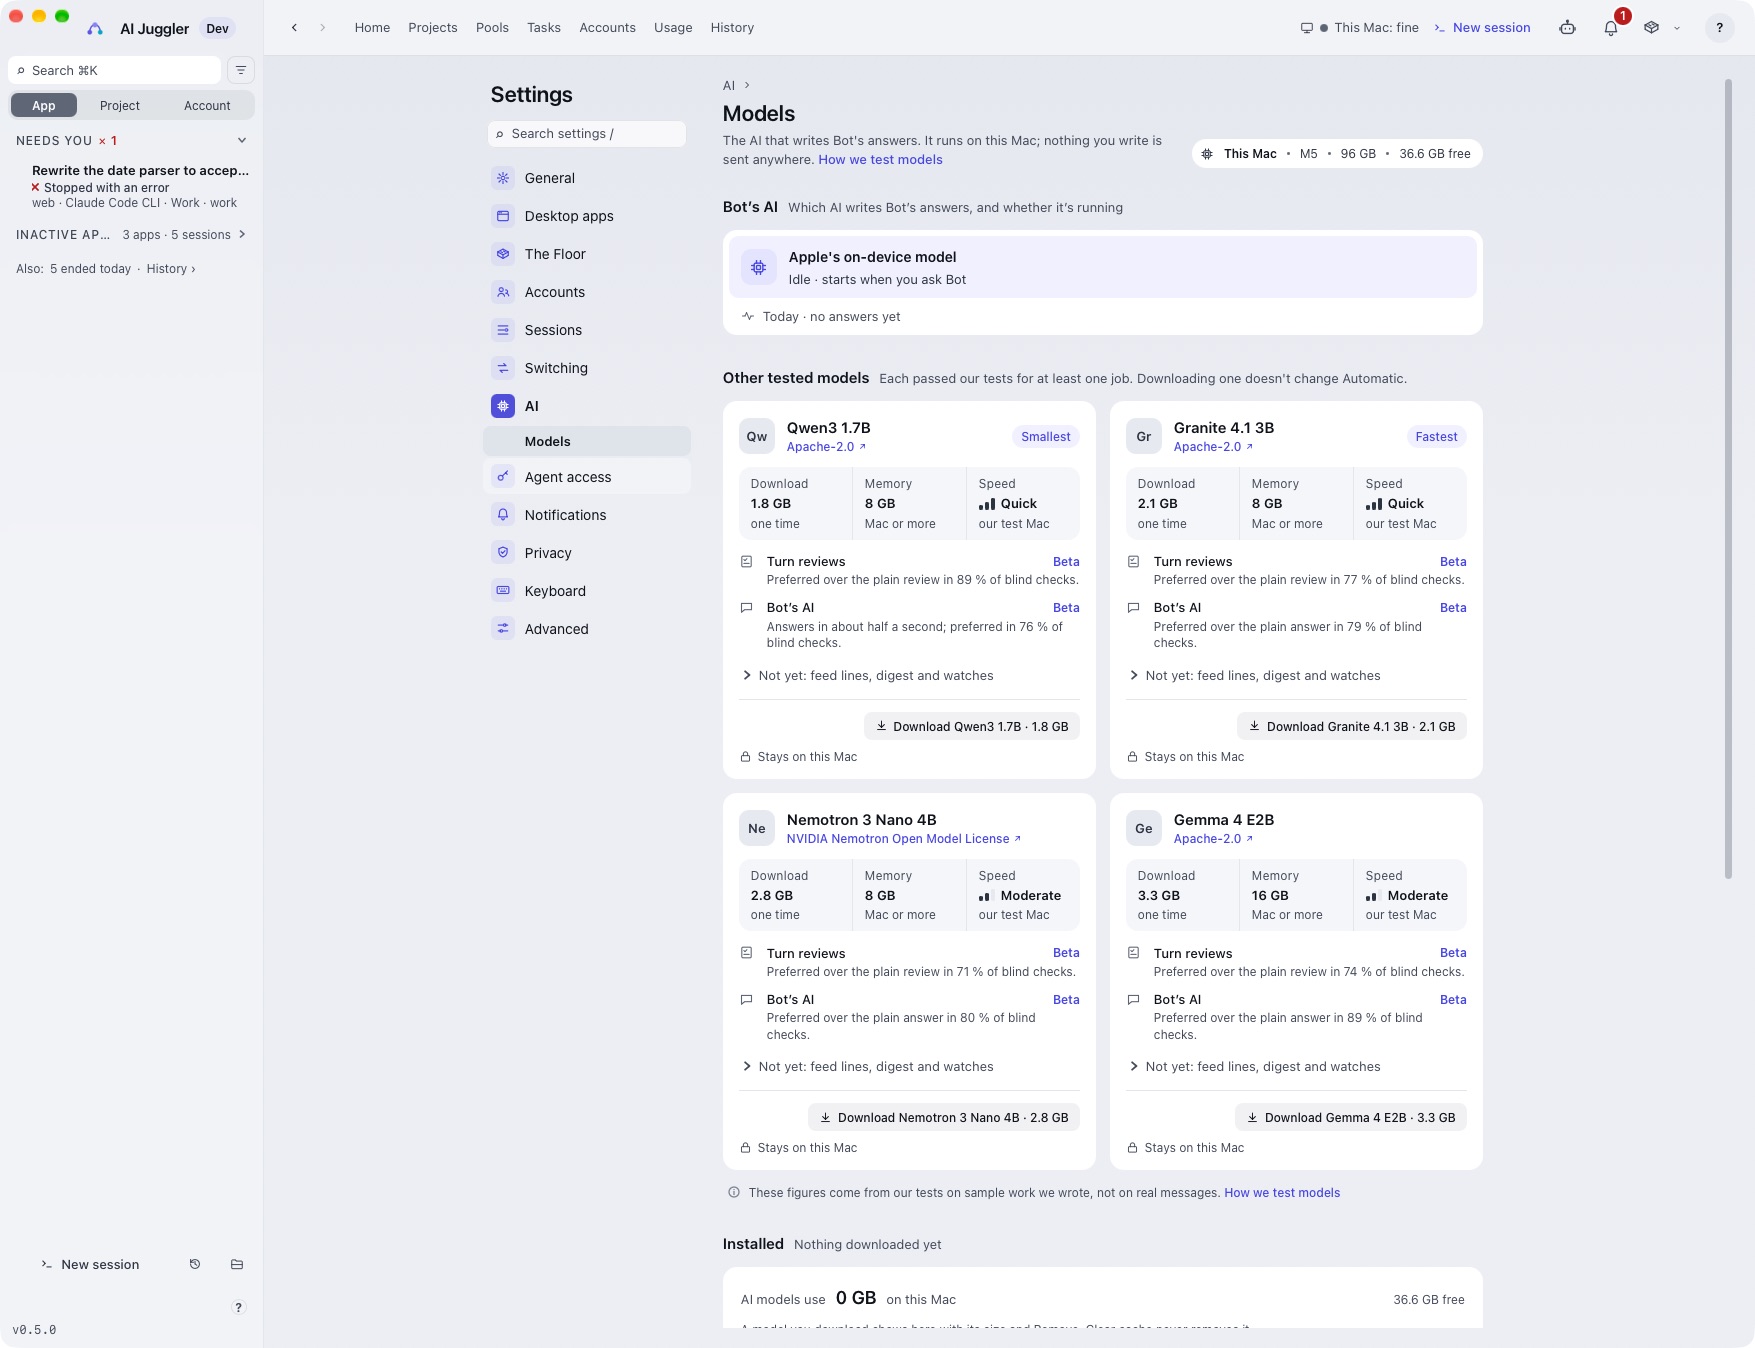 AI Juggler Dev
Search ⌘K
App Project Account
NEEDS YOU × 1
Rewrite the date parser to accep...
× Stopped with an error
web · Claude Code CLI · Work · work
INACTIVE AP... 3 apps · 5 sessions
Also: 5 ended today · History ›
New session
?
v0.5.0
Home Projects Pools Tasks Accounts Usage History
This Mac: fine
New session
1
?
Settings
Search settings /
General
Desktop apps
The Floor
Accounts
Sessions
Switching
AI
Models
Agent access
Notifications
Privacy
Keyboard
Advanced
AI ›
Models
The AI that writes Bot's answers. It runs on this Mac; nothing you write is
sent anywhere. How we test models
This Mac • M5 • 96 GB • 36.6 GB free
Bot's AI Which AI writes Bot's answers, and whether it's running
Apple's on-device model
Idle · starts when you ask Bot
Today · no answers yet
Other tested models Each passed our tests for at least one job. Downloading one doesn't change Automatic.
Qw
Qwen3 1.7B
Apache-2.0 ↗
Smallest
Download Memory Speed
1.8 GB 8 GB Quick
one time Mac or more our test Mac
Turn reviews Beta
Preferred over the plain review in 89 % of blind checks.
Bot's AI Beta
Answers in about half a second; preferred in 76 % of
blind checks.
Not yet: feed lines, digest and watches
Download Qwen3 1.7B · 1.8 GB
Stays on this Mac
Gr
Granite 4.1 3B
Apache-2.0 ↗
Fastest
Download Memory Speed
2.1 GB 8 GB Quick
one time Mac or more our test Mac
Turn reviews Beta
Preferred over the plain review in 77 % of blind checks.
Bot's AI Beta
Preferred over the plain answer in 79 % of blind
checks.
Not yet: feed lines, digest and watches
Download Granite 4.1 3B · 2.1 GB
Stays on this Mac
Ne
Nemotron 3 Nano 4B
NVIDIA Nemotron Open Model License ↗
Download Memory Speed
2.8 GB 8 GB Moderate
one time Mac or more our test Mac
Turn reviews Beta
Preferred over the plain review in 71 % of blind checks.
Bot's AI Beta
Preferred over the plain answer in 80 % of blind
checks.
Not yet: feed lines, digest and watches
Download Nemotron 3 Nano 4B · 2.8 GB
Stays on this Mac
Ge
Gemma 4 E2B
Apache-2.0 ↗
Download Memory Speed
3.3 GB 16 GB Moderate
one time Mac or more our test Mac
Turn reviews Beta
Preferred over the plain review in 74 % of blind checks.
Bot's AI Beta
Preferred over the plain answer in 89 % of blind
checks.
Not yet: feed lines, digest and watches
Download Gemma 4 E2B · 3.3 GB
Stays on this Mac
These figures come from our tests on sample work we wrote, not on real messages. How we test models
Installed Nothing downloaded yet
AI models use 0 GB on this Mac
36.6 GB free